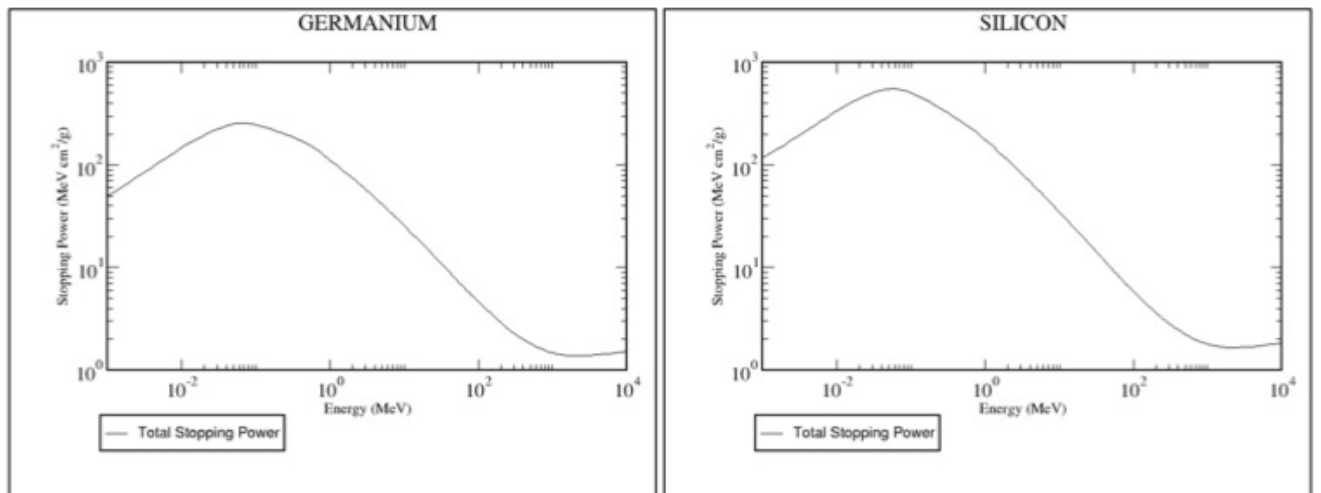 GERMANIUM
10³
10²
10¹
10⁰
Stopping Power (MeV cm²/g)
10⁻² 10⁰ 10² 10⁴
Energy (MeV)
Total Stopping Power
SILICON
10³
10²
10¹
10⁰
Stopping Power (MeV cm²/g)
10⁻² 10⁰ 10² 10⁴
Energy (MeV)
Total Stopping Power